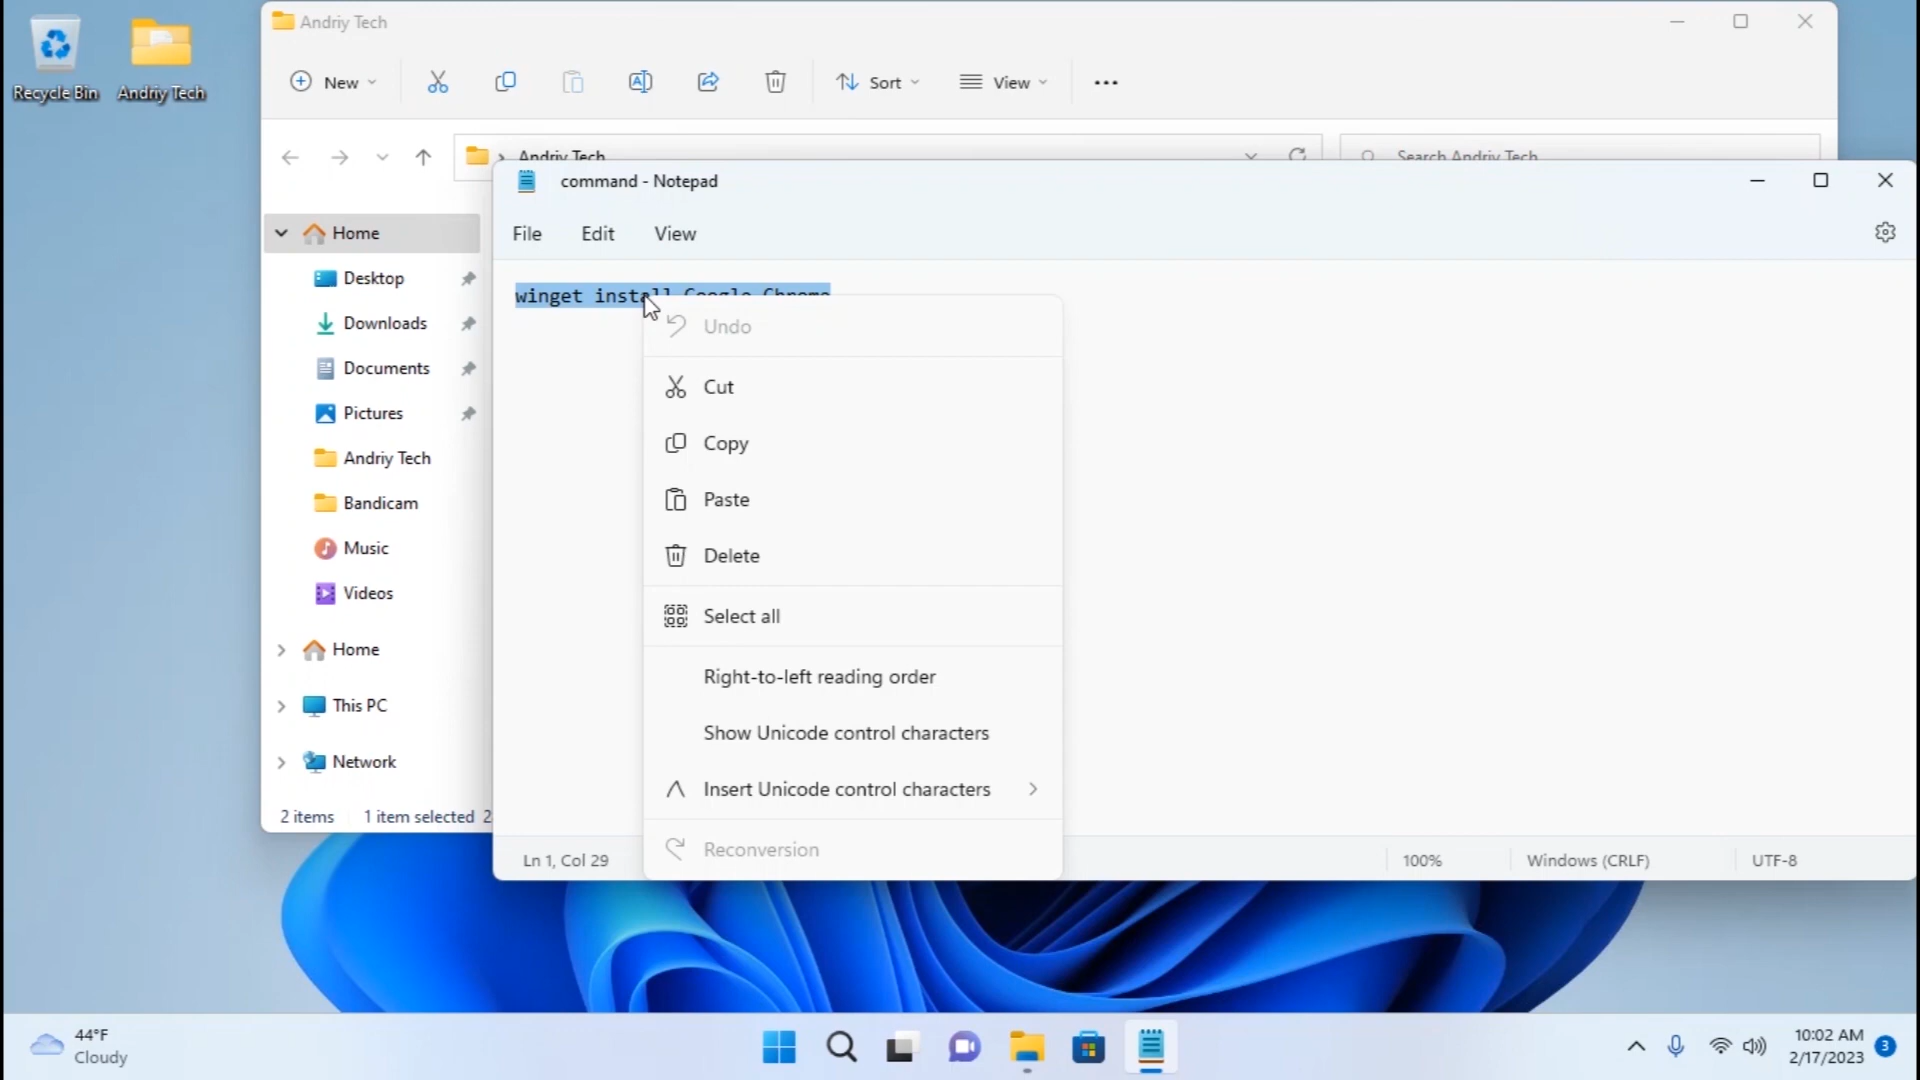 Recycle Bin
Andriy Tech
Andriy Tech
New
Sort
View
Andriy Tech
Search Andriy Tech
command - Notepad
File
Edit
View
winget install Google.Chrome
Home
Desktop
Downloads
Documents
Pictures
Andriy Tech
Bandicam
Music
Videos
Home
This PC
Network
2 items
1 item selected 2
Undo
Cut
Copy
Paste
Delete
Select all
Right-to-left reading order
Show Unicode control characters
Insert Unicode control characters
Reconversion
Ln 1, Col 29
100%
Windows (CRLF)
UTF-8
44°F
Cloudy
10:02 AM
2/17/2023
3